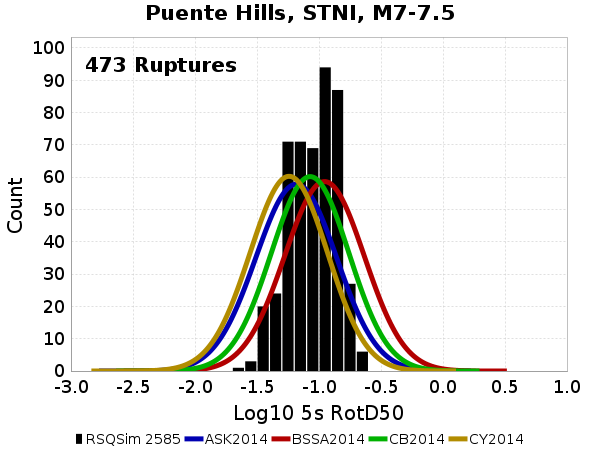 Puente Hills, STNI, M7-7.5
473 Ruptures
100
90
80
70
60
50
40
30
20
10
0
Count
-3.0 -2.5 -2.0 -1.5 -1.0 -0.5 0.0 0.5 1.0
Log10 5s RotD50
RSQSim 2585 ASK2014 BSSA2014 CB2014 CY2014